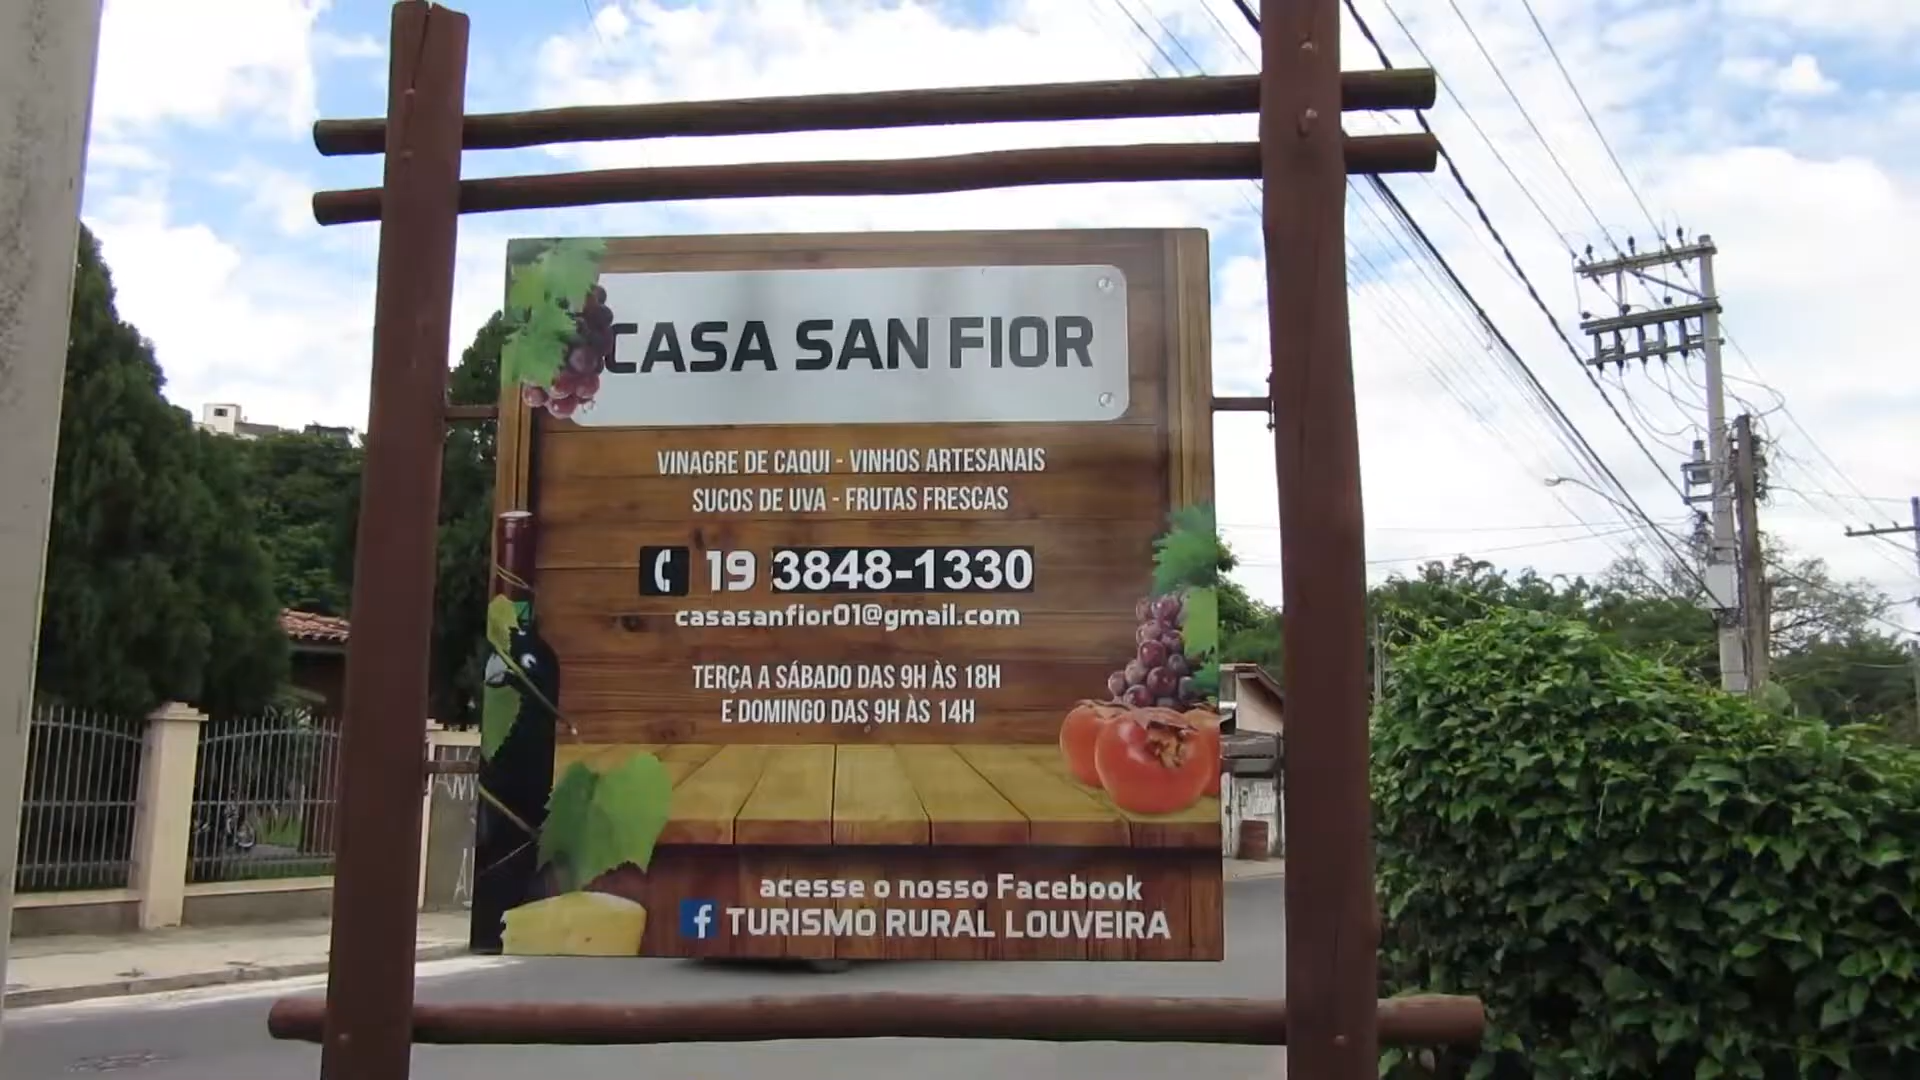 CASA SAN FIOR
VINAGRE DE CAQUI - VINHOS ARTESANAIS
SUCOS DE UVA - FRUTAS FRESCAS
19 3848-1330
casasanfior01@gmail.com
TERÇA A SÁBADO DAS 9H ÀS 18H
E DOMINGO DAS 9H ÀS 14H
acesse o nosso Facebook
f TURISMO RURAL LOUVEIRA